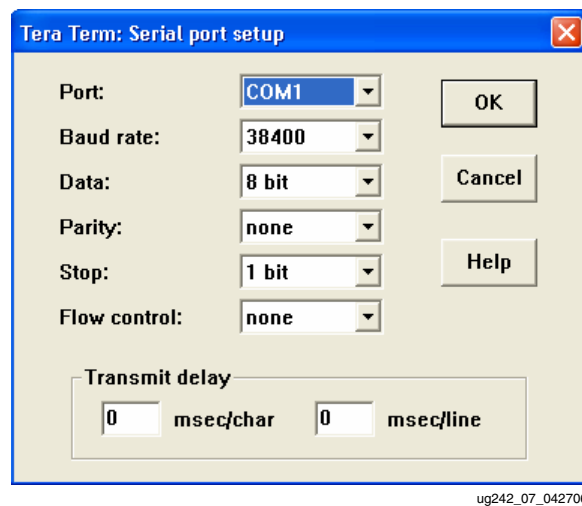 Tera Term: Serial port setup
Port: COM1 OK
Baud rate: 38400
Data: 8 bit Cancel
Parity: none
Stop: 1 bit Help
Flow control: none
Transmit delay
0 msec/char 0 msec/line
ug242_07_042706